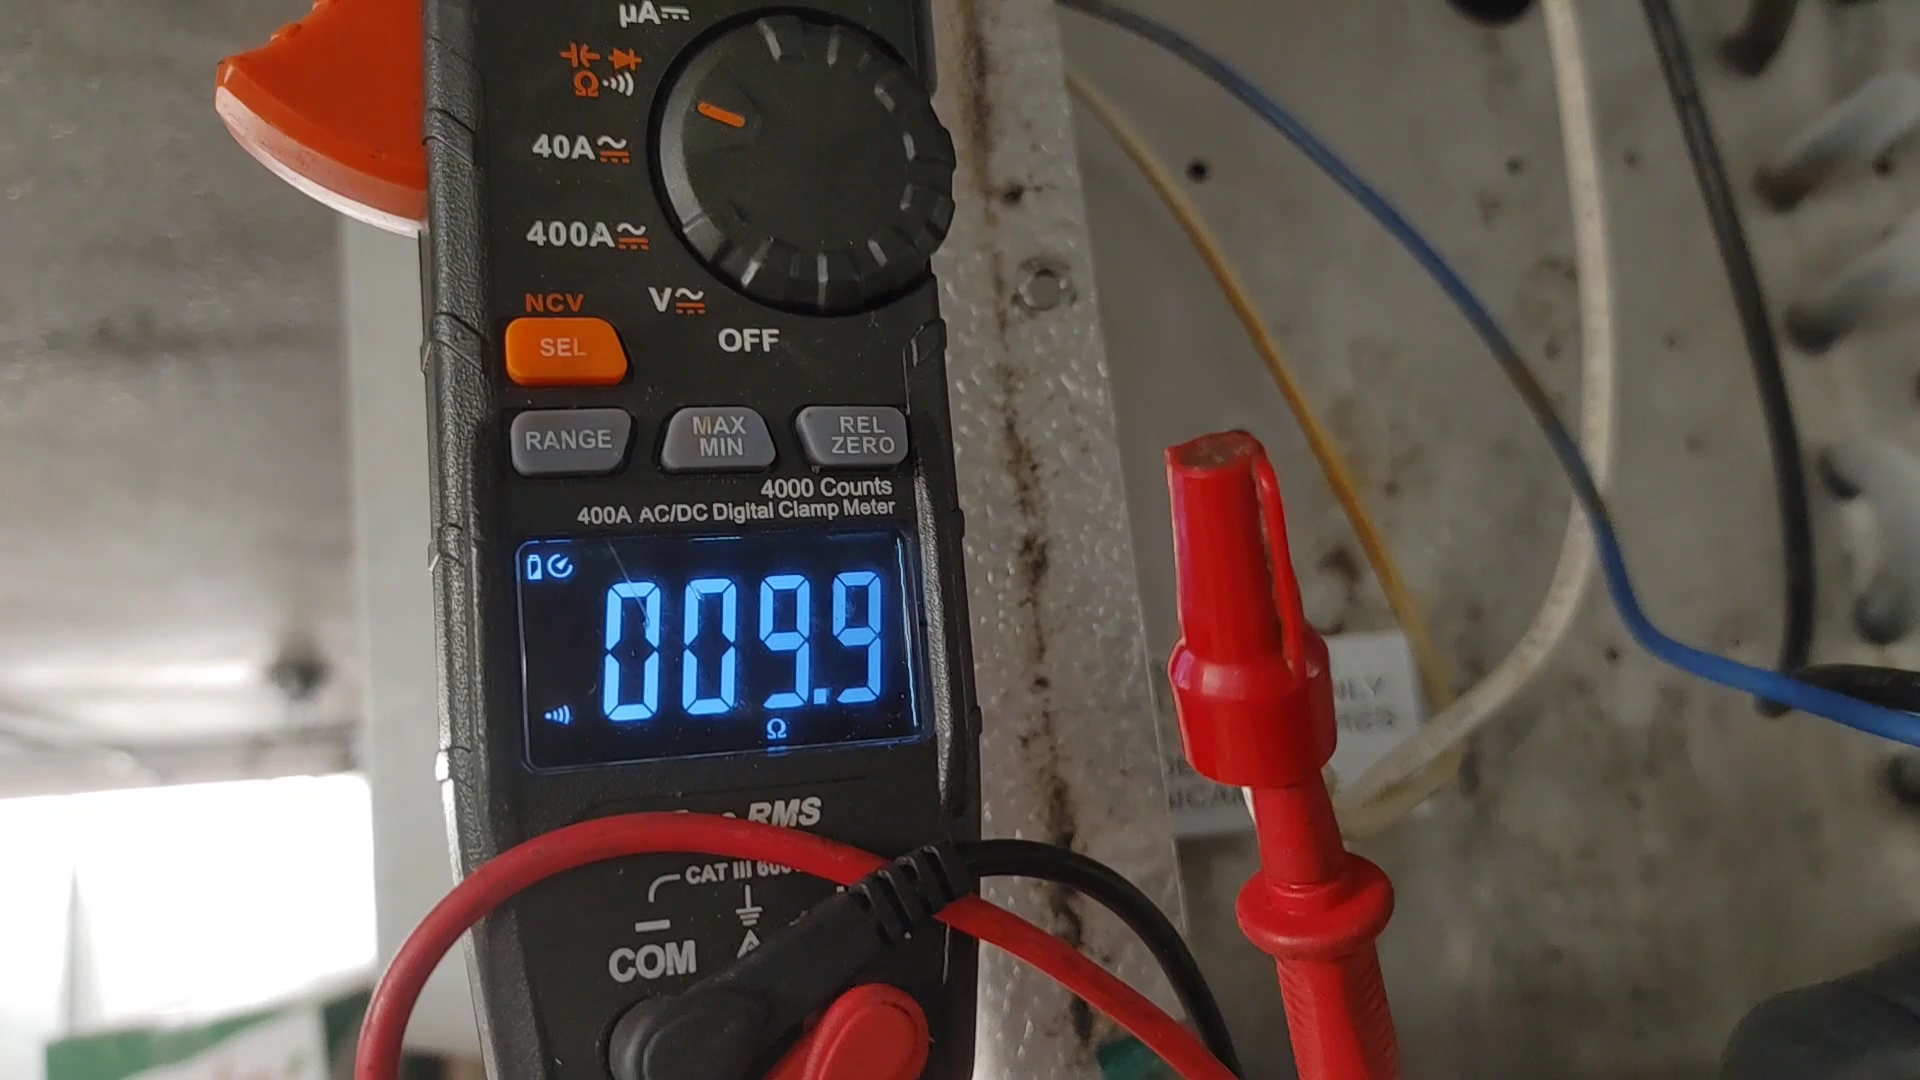 μA
Ω
40A
400A
NCV
SEL
V
OFF
RANGE
MAX
MIN
REL
ZERO
4000 Counts
400A AC/DC Digital Clamp Meter
009.9
Ω
RMS
CAT III
COM